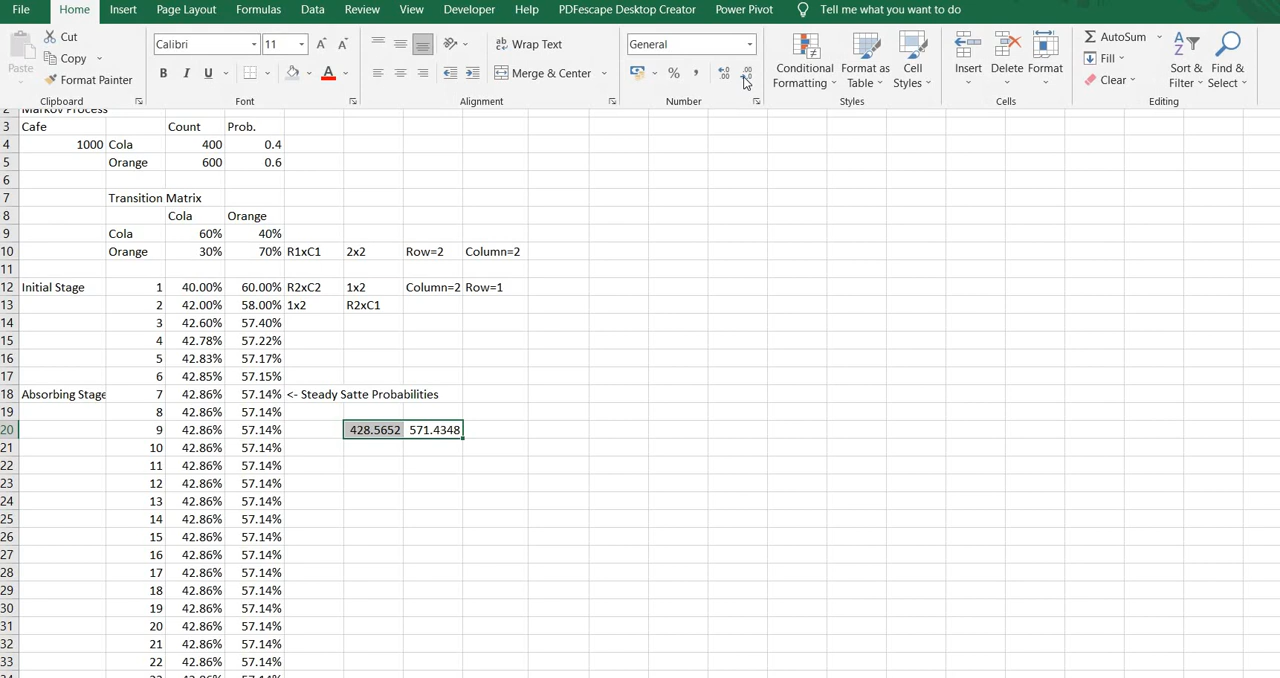 File Home Insert Page Layout Formulas Data Review View Developer Help PDFescape Desktop Creator Power Pivot Tell me what you want to do
Paste Cut Copy Format Painter
Clipboard
Calibri 11
B I U A
Font
Wrap Text
Merge & Center
Alignment
General
% ,
Number
Conditional Formatting Format as Table Cell Styles
Styles
Insert Delete Format
Cells
AutoSum
Fill
Clear
Sort & Filter Find & Select
Editing
2 Markov Process
3 Cafe Count Prob.
4 1000 Cola 400 0.4
5 Orange 600 0.6
6
7 Transition Matrix
8 Cola Orange
9 Cola 60% 40%
10 Orange 30% 70% R1xC1 2x2 Row=2 Column=2
11
12 Initial Stage 1 40.00% 60.00% R2xC2 1x2 Column=2 Row=1
13 2 42.00% 58.00% 1x2 R2xC1
14 3 42.60% 57.40%
15 4 42.78% 57.22%
16 5 42.83% 57.17%
17 6 42.85% 57.15%
18 Absorbing Stage 7 42.86% 57.14% <- Steady Satte Probabilities
19 8 42.86% 57.14%
20 9 42.86% 57.14% 428.5652 571.4348
21 10 42.86% 57.14%
22 11 42.86% 57.14%
23 12 42.86% 57.14%
24 13 42.86% 57.14%
25 14 42.86% 57.14%
26 15 42.86% 57.14%
27 16 42.86% 57.14%
28 17 42.86% 57.14%
29 18 42.86% 57.14%
30 19 42.86% 57.14%
31 20 42.86% 57.14%
32 21 42.86% 57.14%
33 22 42.86% 57.14%